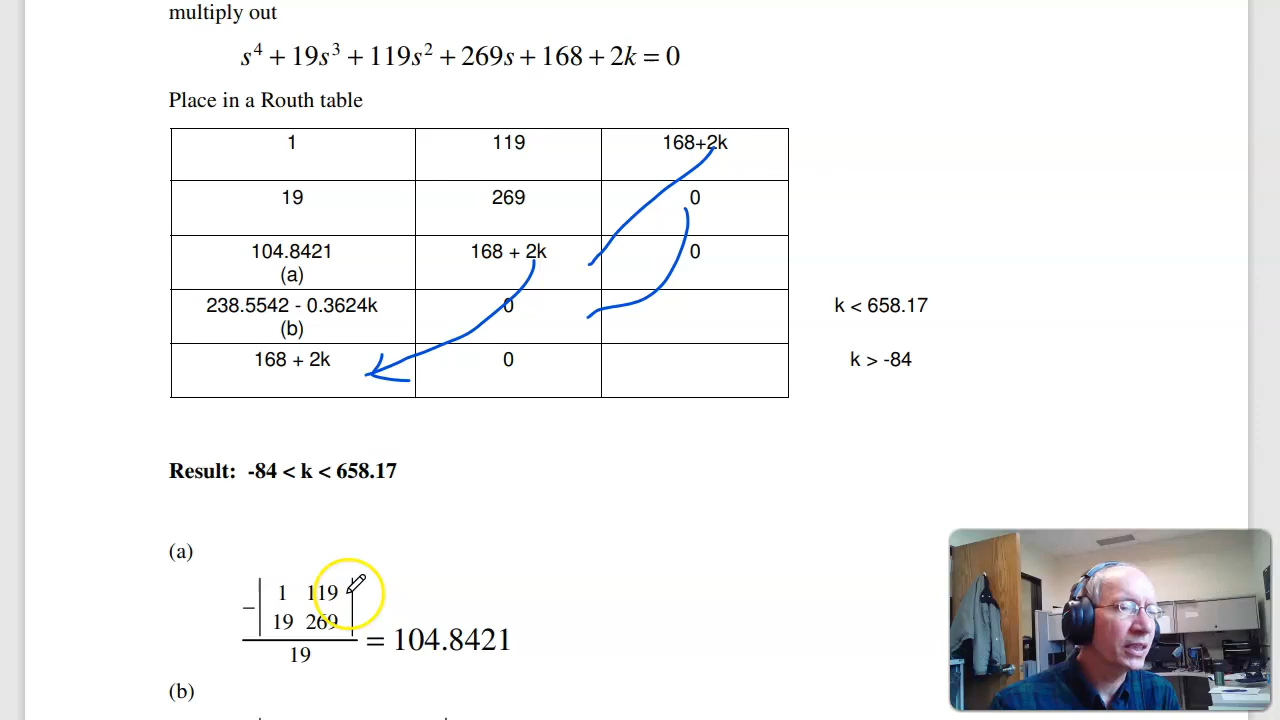 multiply out
s⁴ + 19s³ + 119s² + 269s + 168 + 2k = 0
Place in a Routh table
1 119 168+2k
19 269 0
104.8421 168 + 2k 0
(a)
238.5542 - 0.3624k 0 k < 658.17
(b)
168 + 2k 0 k > -84
Result: -84 < k < 658.17
(a)
1 119
19 269
− = 104.8421
19
(b)